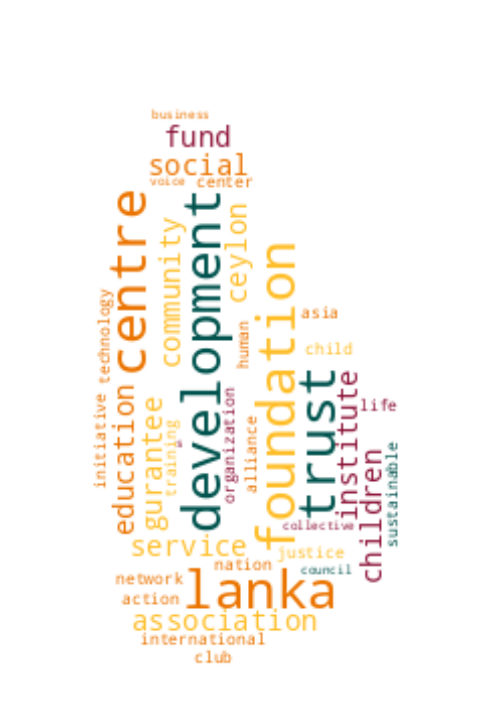 business
fund
social
voice
center
centre
development
community
ceylon
foundation
technology
human
asia
child
trust
institute
life
education
gurantee
training
organization
alliance
initiative
children
sustainable
collective
service
justice
nation
council
network
lanka
action
association
international
club